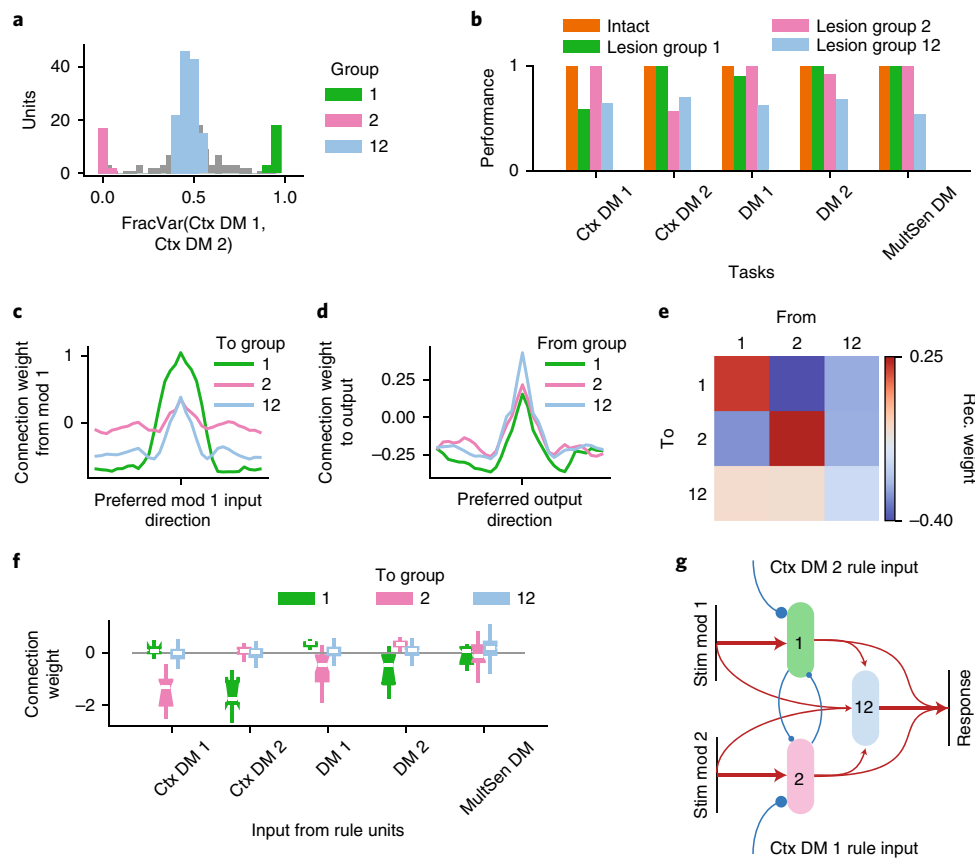 a
40
20
0
Units
0.0
0.5
1.0
FracVar(Ctx DM 1,
Ctx DM 2)
Group
1
2
12
b
Intact
Lesion group 1
Lesion group 2
Lesion group 12
1
0
Performance
Ctx DM 1
Ctx DM 2
DM 1
DM 2
MultSen DM
Tasks
c
Connection weight
from mod 1
1
0
To group
1
2
12
Preferred mod 1 input
direction
d
Connection weight
to output
0.25
0.00
−0.25
From group
1
2
12
Preferred output
direction
e
From
1
2
12
To
1
2
12
0.25
−0.40
Rec. weight
f
To group
1
2
12
Connection
weight
0
−2
Ctx DM 1
Ctx DM 2
DM 1
DM 2
MultSen DM
Input from rule units
g
Ctx DM 2 rule input
Stim mod 1
1
12
Response
Stim mod 2
2
Ctx DM 1 rule input